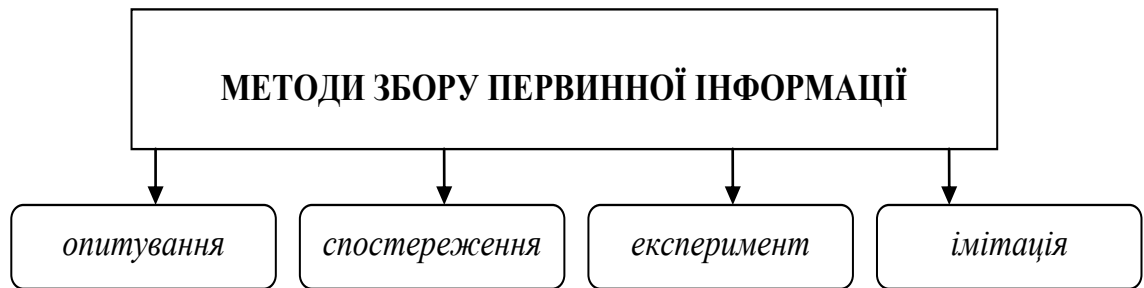 МЕТОДИ ЗБОРУ ПЕРВИННОЇ ІНФОРМАЦІЇ
опитування
спостереження
експеримент
імітація